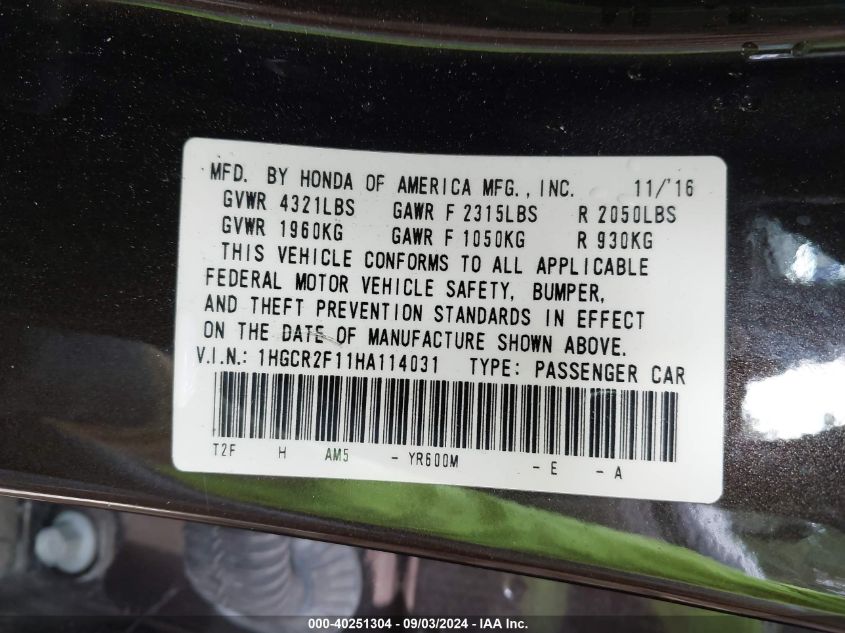 MFD. BY HONDA OF AMERICA MFG., INC. 11/'16
GVWR 4321LBS GAWR F 2315LBS R 2050LBS
GVWR 1960KG GAWR F 1050KG R 930KG
THIS VEHICLE CONFORMS TO ALL APPLICABLE
FEDERAL MOTOR VEHICLE SAFETY, BUMPER,
AND THEFT PREVENTION STANDARDS IN EFFECT
ON THE DATE OF MANUFACTURE SHOWN ABOVE.
V.I.N.: 1HGCR2F11HA114031 TYPE: PASSENGER CAR
T2F H AM5 - YR600M - E - A
000-40251304 - 09/03/2024 - IAA Inc.